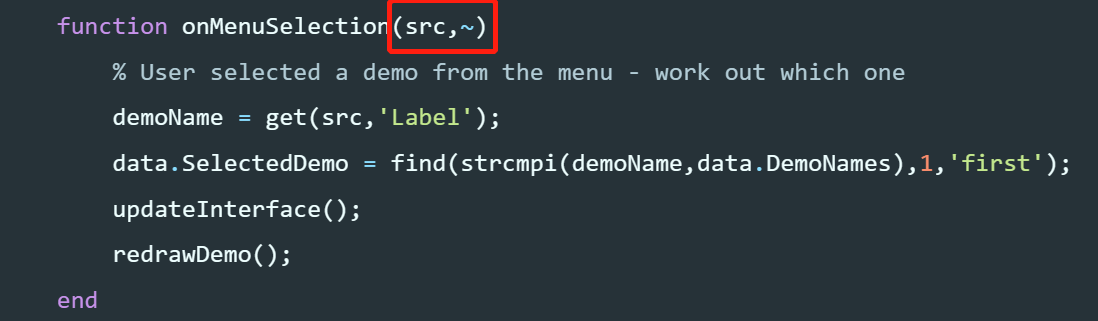 function onMenuSelection(src,~)
% User selected a demo from the menu - work out which one
demoName = get(src,'Label');
data.SelectedDemo = find(strcmpi(demoName,data.DemoNames),1,'first');
updateInterface();
redrawDemo();
end